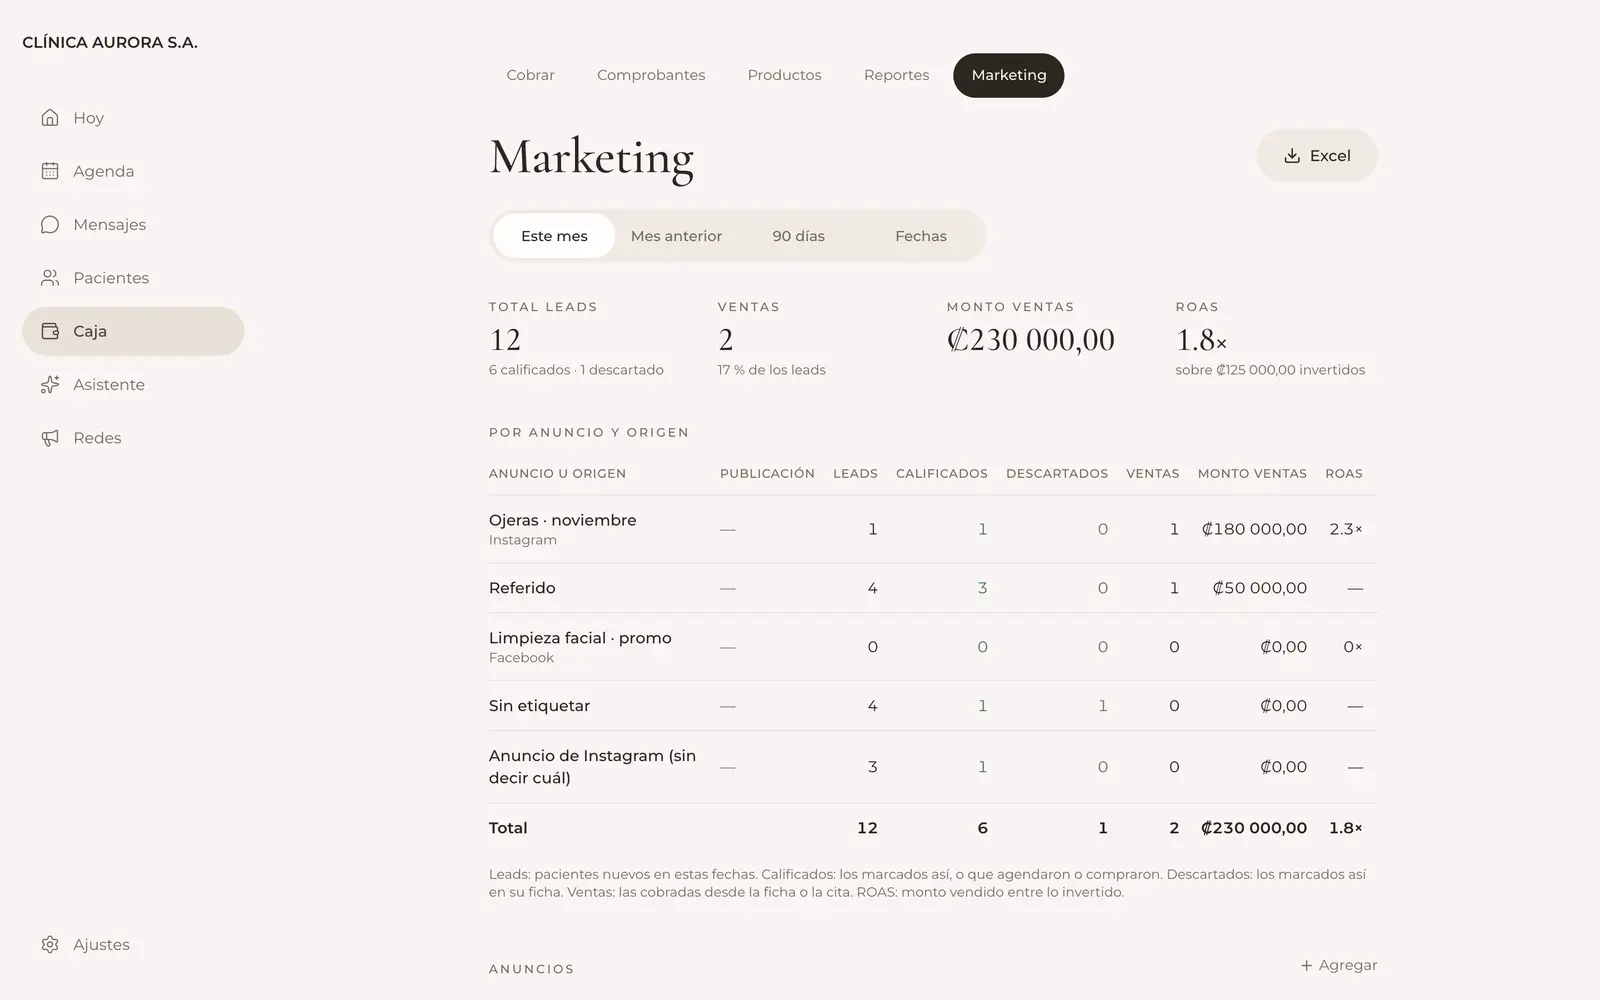 CLÍNICA AURORA S.A.
Hoy
Agenda
Mensajes
Pacientes
Caja
Asistente
Redes
Ajustes
Cobrar Comprobantes Productos Reportes Marketing
Marketing
Excel
Este mes Mes anterior 90 días Fechas
TOTAL LEADS
12
6 calificados · 1 descartado
VENTAS
2
17 % de los leads
MONTO VENTAS
₡230 000,00
ROAS
1.8×
sobre ₡125 000,00 invertidos
POR ANUNCIO Y ORIGEN
ANUNCIO U ORIGEN PUBLICACIÓN LEADS CALIFICADOS DESCARTADOS VENTAS MONTO VENTAS ROAS
Ojeras · noviembre — 1 1 0 1 ₡180 000,00 2.3×
Instagram
Referido — 4 3 0 1 ₡50 000,00 —
Limpieza facial · promo — 0 0 0 0 ₡0,00 0×
Facebook
Sin etiquetar — 4 1 1 0 ₡0,00 —
Anuncio de Instagram (sin
decir cuál) — 3 1 0 0 ₡0,00 —
Total 12 6 1 2 ₡230 000,00 1.8×
Leads: pacientes nuevos en estas fechas. Calificados: los marcados así, o que agendaron o compraron. Descartados: los marcados así
en su ficha. Ventas: las cobradas desde la ficha o la cita. ROAS: monto vendido entre lo invertido.
ANUNCIOS
+ Agregar